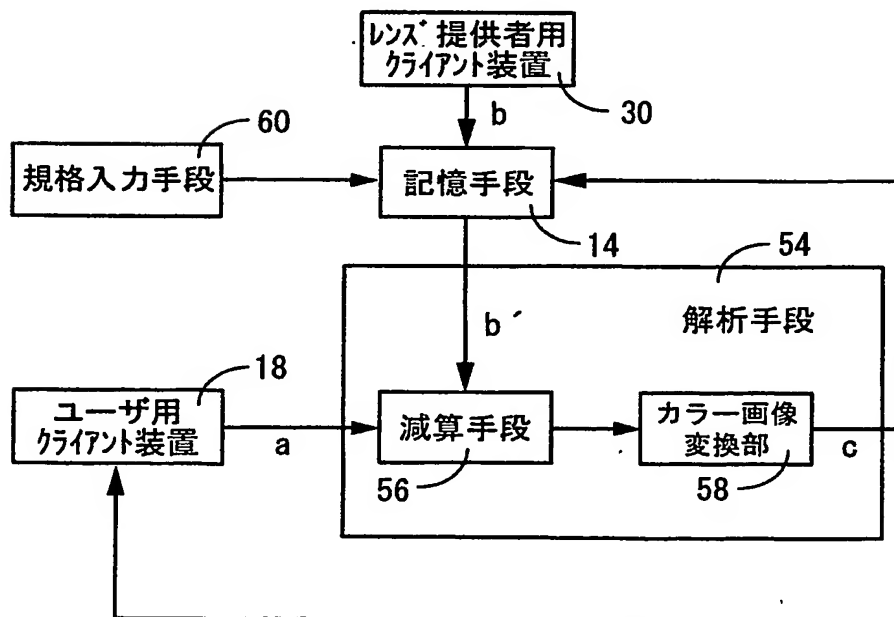 レンズ提供者用
クライアント装置
30
b
60
規格入力手段
記憶手段
14
54
解析手段
b´
18
ユーザ用
クライアント装置
a
減算手段
56
カラー画像
変換部
58
c